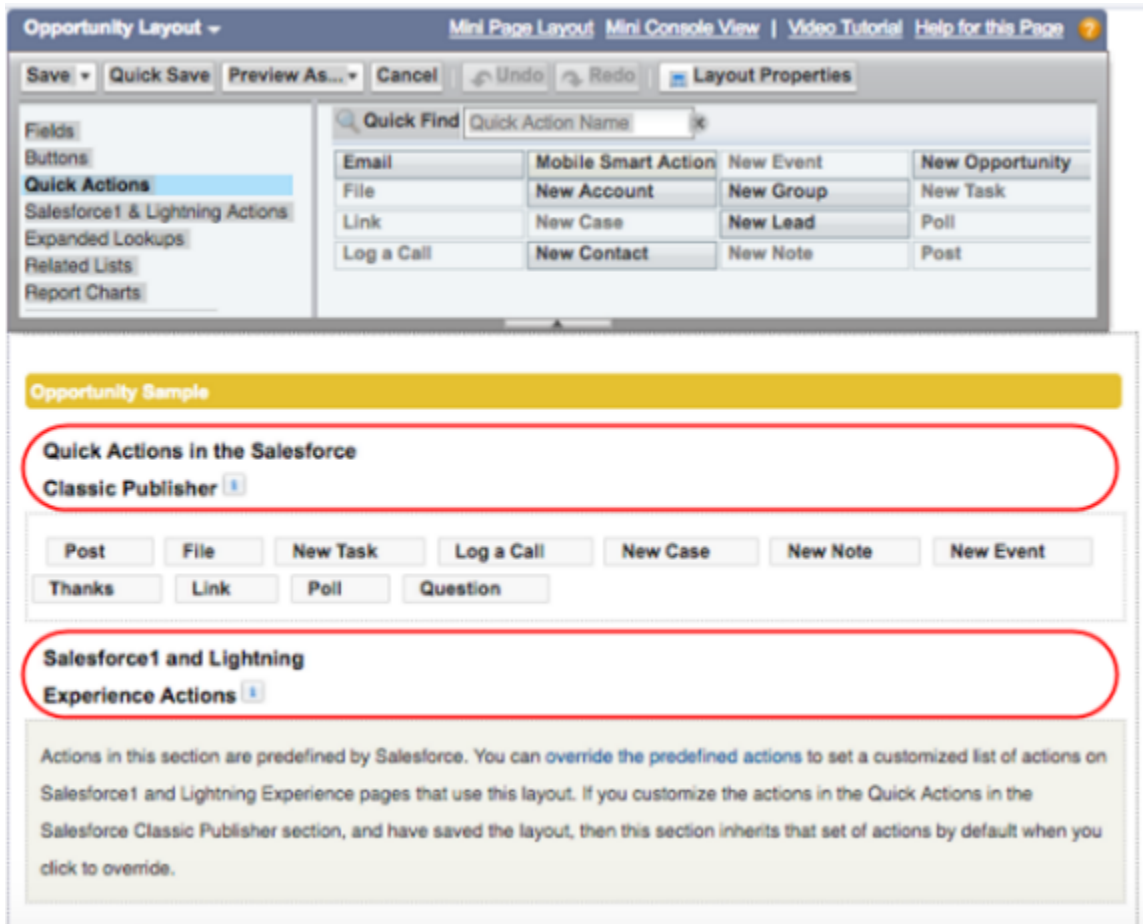 Opportunity Layout Mini Page Layout Mini Console View | Video Tutorial Help for this Page ?
Save Quick Save Preview As... Cancel Undo Redo Layout Properties
Fields
Buttons
Quick Actions
Salesforce1 & Lightning Actions
Expanded Lookups
Related Lists
Report Charts
Quick Find Quick Action Name x
Email Mobile Smart Action New Event New Opportunity
File New Account New Group New Task
Link New Case New Lead Poll
Log a Call New Contact New Note Post
Opportunity Sample
Quick Actions in the Salesforce
Classic Publisher i
Post File New Task Log a Call New Case New Note New Event
Thanks Link Poll Question
Salesforce1 and Lightning
Experience Actions i
Actions in this section are predefined by Salesforce. You can override the predefined actions to set a customized list of actions on
Salesforce1 and Lightning Experience pages that use this layout. If you customize the actions in the Quick Actions in the
Salesforce Classic Publisher section, and have saved the layout, then this section inherits that set of actions by default when you
click to override.